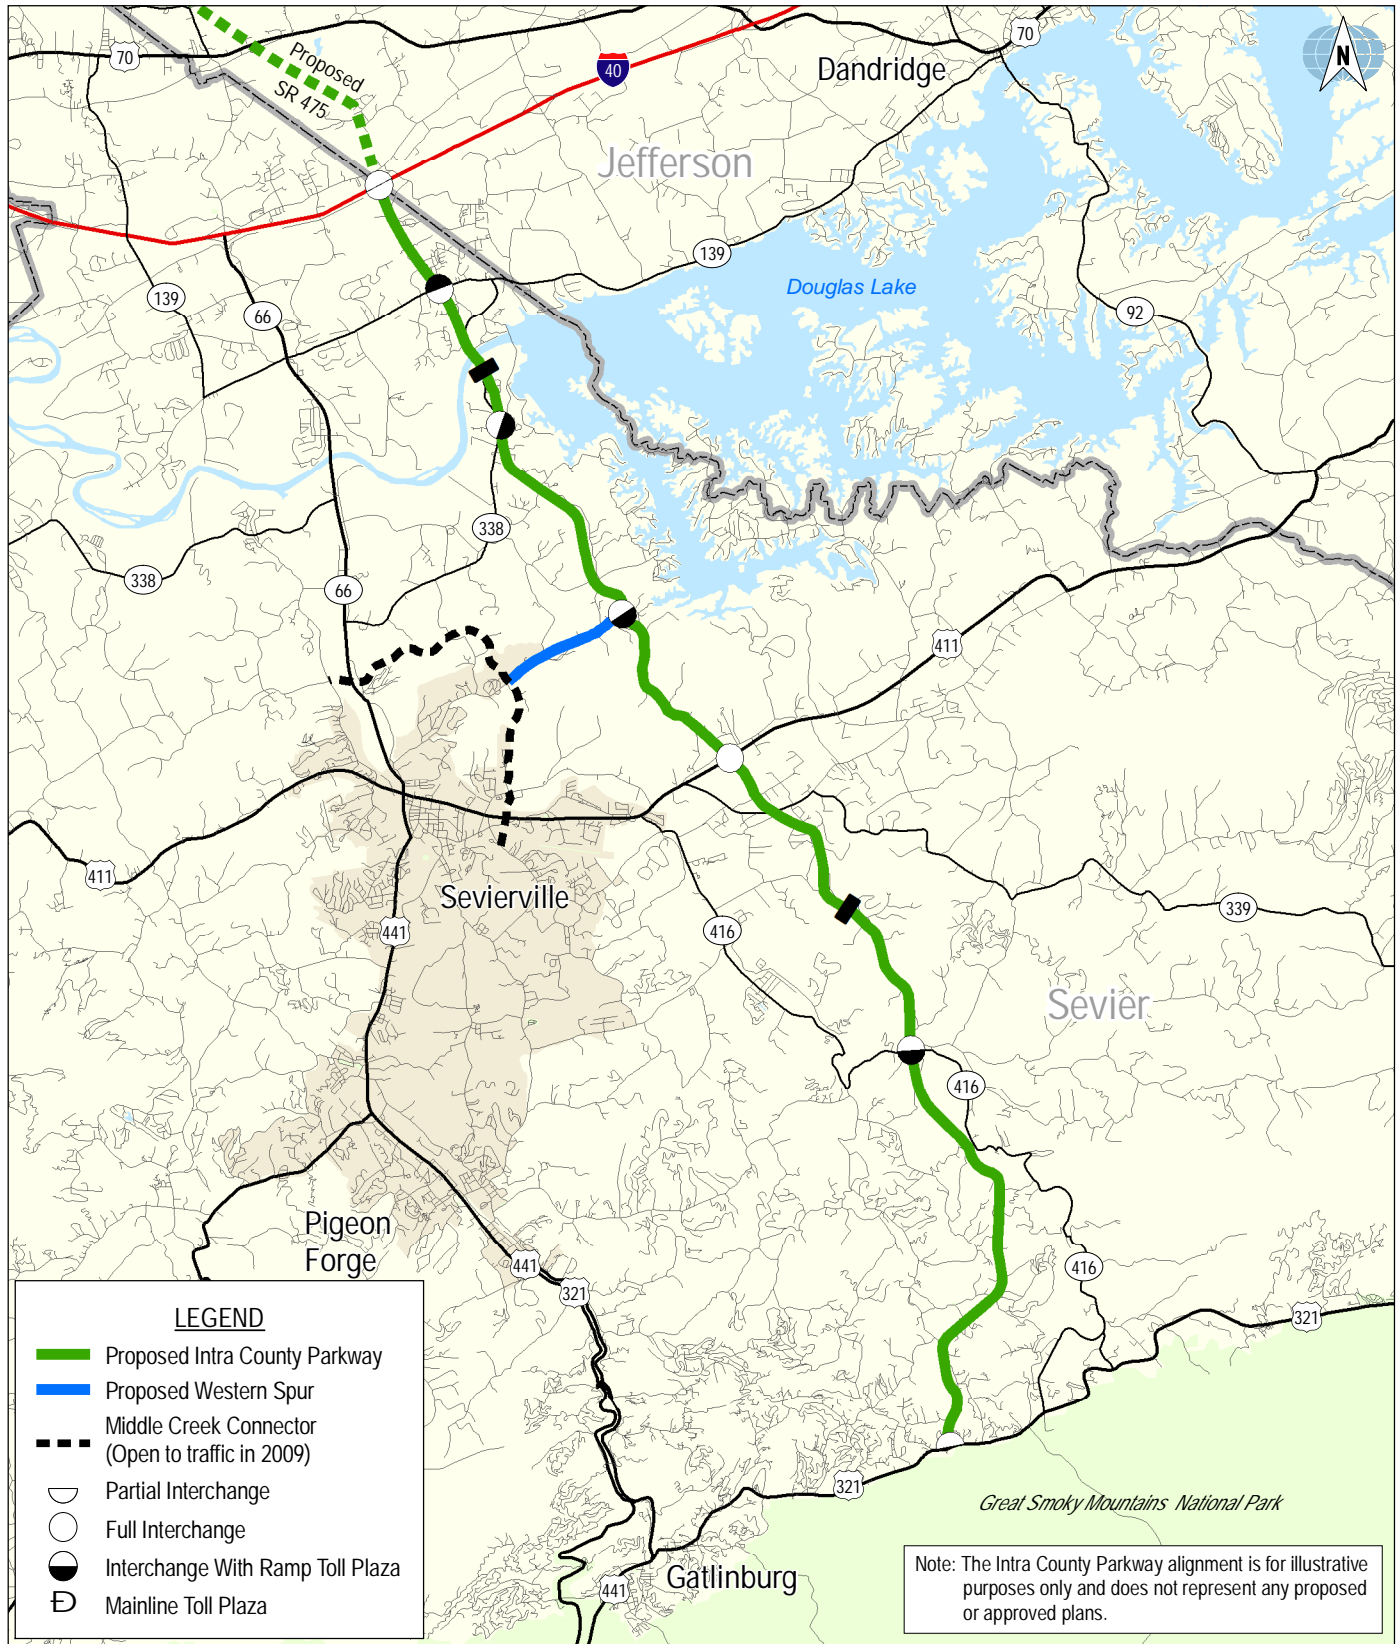 70
Proposed
SR 475
40
Dandridge
70
N
Jefferson
139
Douglas Lake
139
66
92
338
338
66
411
411
Sevierville
441
416
339
Sevier
416
Pigeon
Forge
441
321
416
321
321
Great Smoky Mountains National Park
441
Gatlinburg
LEGEND
Proposed Intra County Parkway
Proposed Western Spur
Middle Creek Connector
(Open to traffic in 2009)
Partial Interchange
Full Interchange
Interchange With Ramp Toll Plaza
Đ Mainline Toll Plaza
Note: The Intra County Parkway alignment is for illustrative
purposes only and does not represent any proposed
or approved plans.